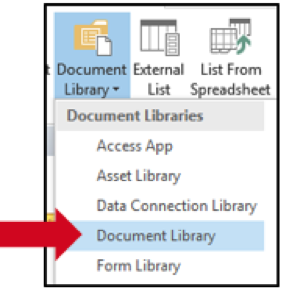 t Document External List From
Library List Spreadsheet
Document Libraries
Access App
Asset Library
Data Connection Library
Document Library
Form Library